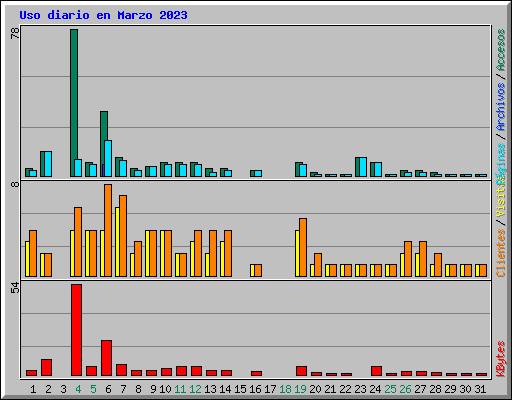 Uso diario en Marzo 2023
78
8
54
Clientes / visitas
Páginas / Archivos / Accesos
KBytes
1 2 3 4 5 6 7 8 9 10 11 12 13 14 15 16 17 18 19 20 21 22 23 24 25 26 27 28 29 30 31